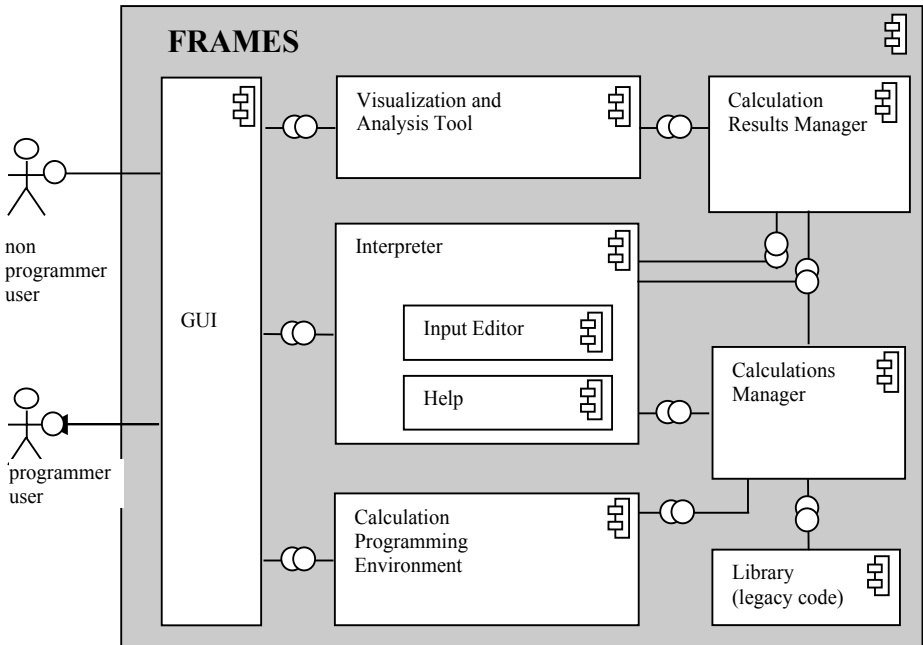 FRAMES
Visualization and
Analysis Tool
Calculation
Results Manager
non
programmer
user
GUI
Interpreter
Input Editor
Help
Calculations
Manager
programmer
user
Calculation
Programming
Environment
Library
(legacy code)